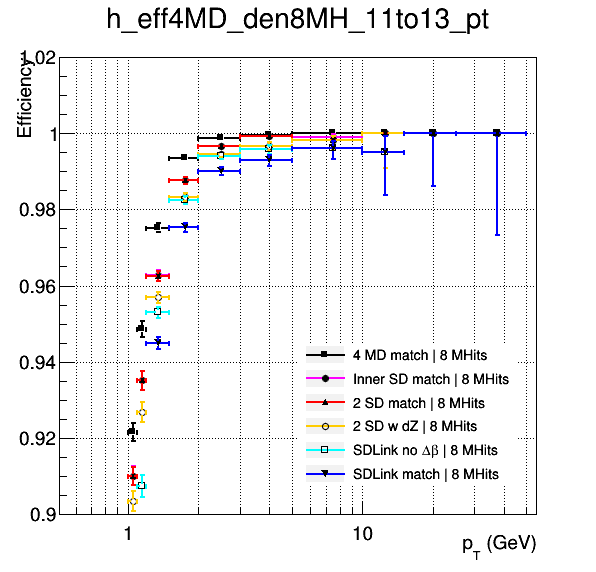 h_eff4MD_den8MH_11to13_pt
Efficiency
1.02
1
0.98
0.96
0.94
0.92
0.9
4 MD match | 8 MHits
Inner SD match | 8 MHits
2 SD match | 8 MHits
2 SD w dZ | 8 MHits
SDLink no Δβ | 8 MHits
SDLink match | 8 MHits
1
10
p_T (GeV)